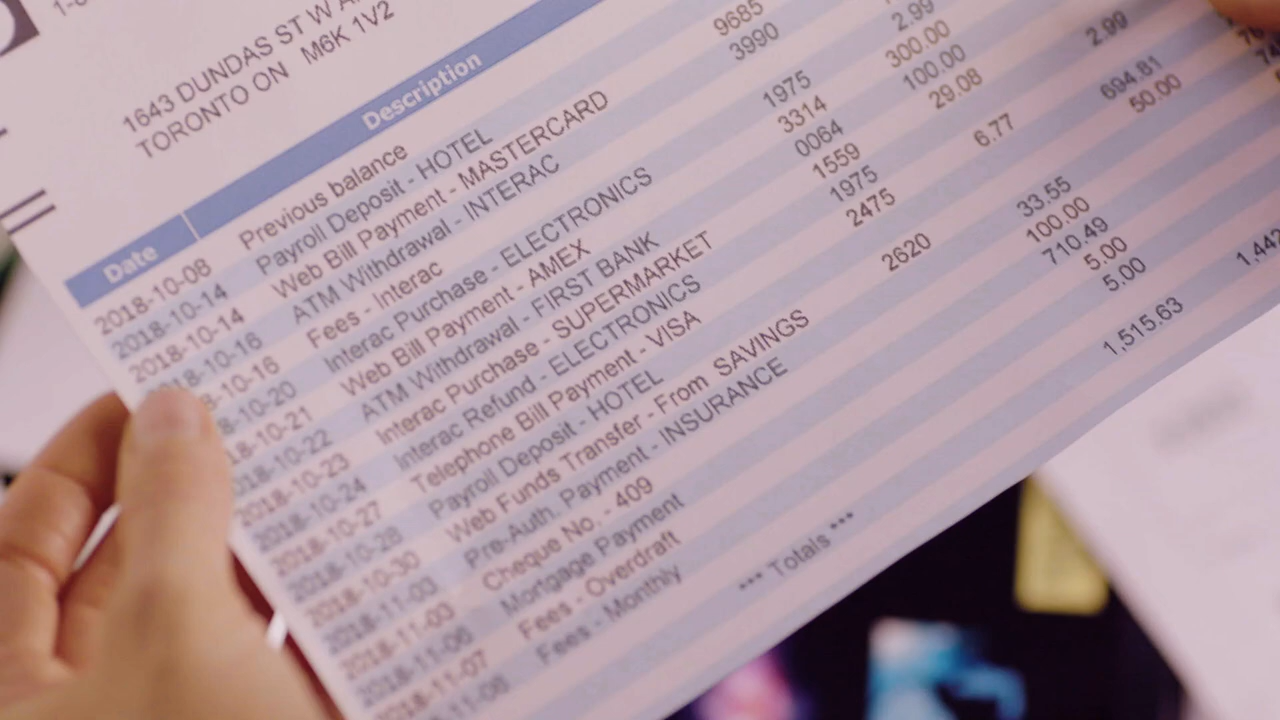 1643 DUNDAS ST W
TORONTO ON M6K 1V2
Date Description
2018-10-08 Previous balance
2018-10-14 Payroll Deposit - HOTEL
2018-10-14 Web Bill Payment - MASTERCARD 9685
18-10-16 ATM Withdrawal - INTERAC 3990
-10-16 Fees - Interac
-10-20 Interac Purchase - ELECTRONICS 1975 2.99
18-10-21 Web Bill Payment - AMEX 3314 300.00
18-10-22 ATM Withdrawal - FIRST BANK 0064 100.00
2018-10-23 Interac Purchase - SUPERMARKET 1559 29.08
2018-10-24 Interac Refund - ELECTRONICS 1975 2.99
2018-10-27 Telephone Bill Payment - VISA 2475 6.77
2018-10-28 Payroll Deposit - HOTEL 694.81
2018-10-30 Web Funds Transfer - From SAVINGS 2620 50.00
2018-11-03 Pre-Auth. Payment - INSURANCE 33.55
2018-11-03 Cheque No. - 409 100.00
2018-11-06 Mortgage Payment 710.49
2018-11-07 Fees - Overdraft 5.00
-11-08 Fees - Monthly 5.00
*** Totals *** 1,515.63 1,442